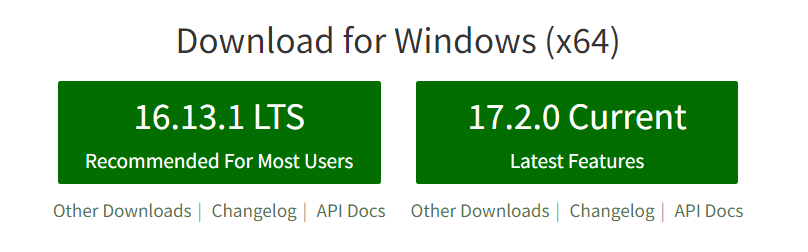 Download for Windows (x64)
16.13.1 LTS
Recommended For Most Users
17.2.0 Current
Latest Features
Other Downloads | Changelog | API Docs
Other Downloads | Changelog | API Docs